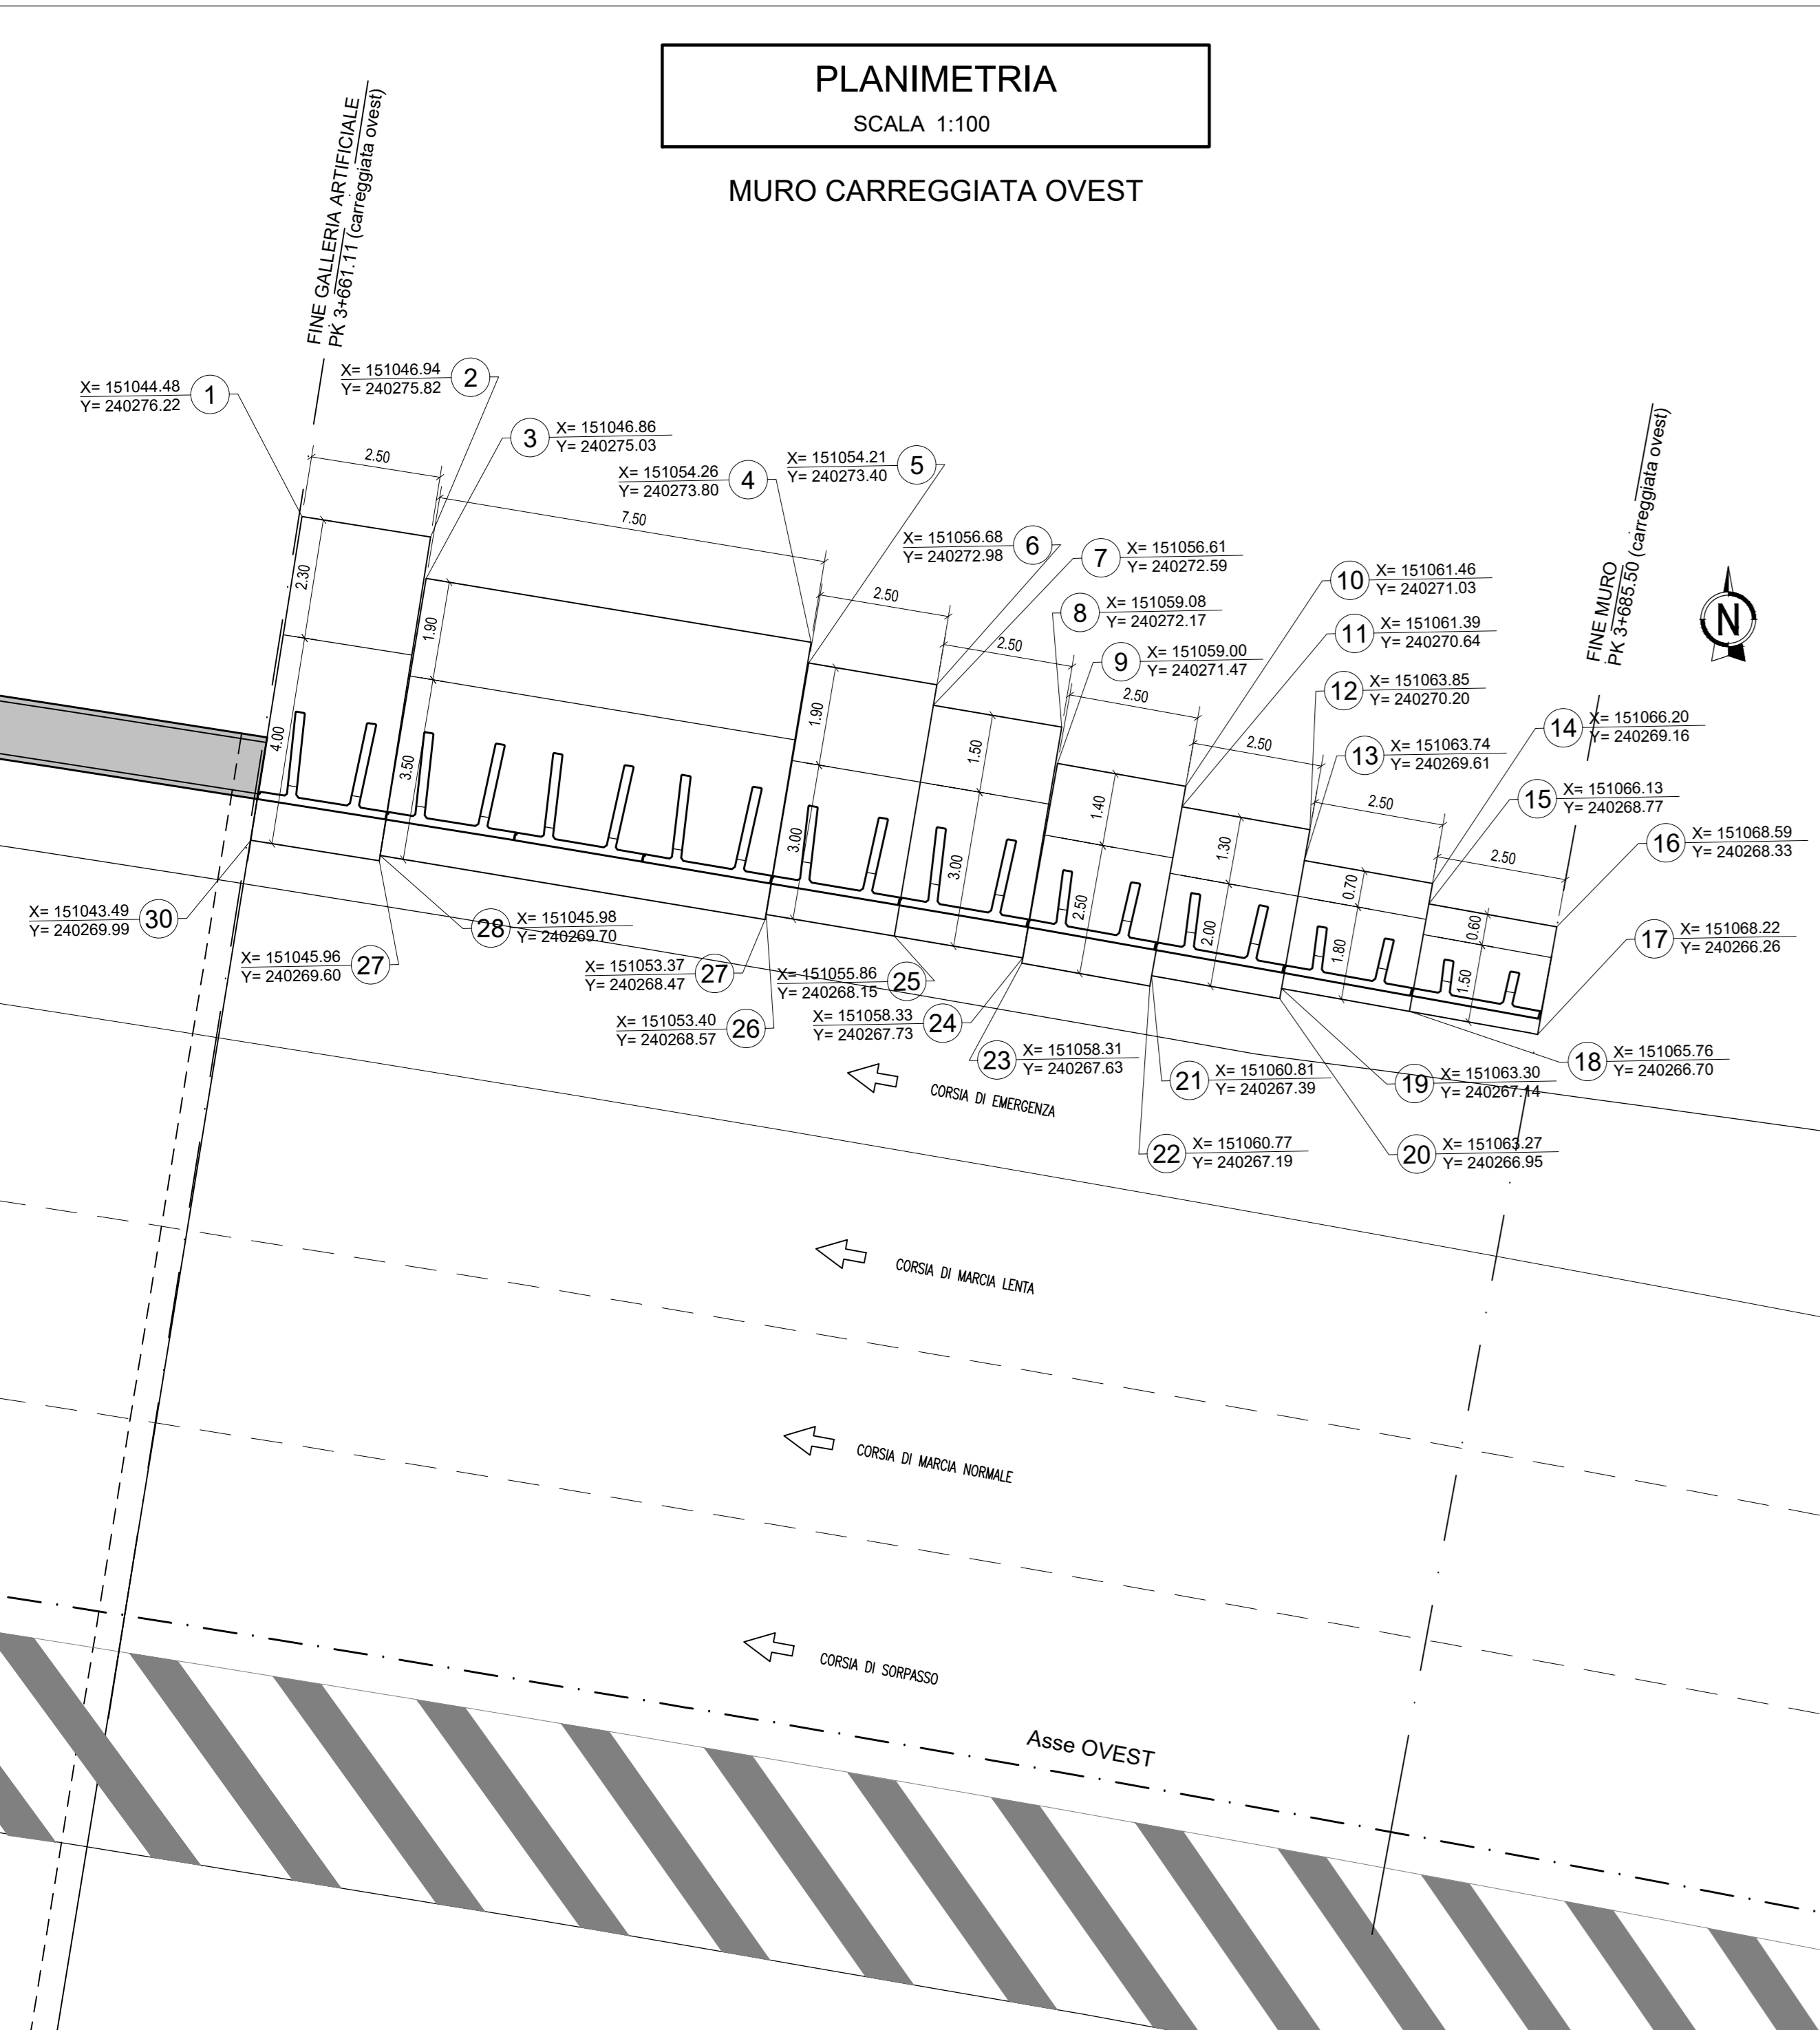 PLANIMETRIA
SCALA 1:100
MURO CARREGGIATA OVEST
FINE GALLERIA ARTIFICIALE
PK 3+661.11 (carreggiata ovest)
X= 151044.48
Y= 240276.22
1
X= 151046.94
Y= 240275.82
2
3
X= 151046.86
Y= 240275.03
X= 151054.26
Y= 240273.80
4
X= 151054.21
Y= 240273.40
5
X= 151056.68
Y= 240272.98
6
7
X= 151056.61
Y= 240272.59
8
X= 151059.08
Y= 240272.17
9
X= 151059.00
Y= 240271.47
10
X= 151061.46
Y= 240271.03
11
X= 151061.39
Y= 240270.64
12
X= 151063.85
Y= 240270.20
13
X= 151063.74
Y= 240269.61
14
X= 151066.20
Y= 240269.16
15
X= 151066.13
Y= 240268.77
16
X= 151068.59
Y= 240268.33
17
X= 151068.22
Y= 240266.26
FINE MURO
PK 3+685.50 (carreggiata ovest)
N
2.50
7.50
2.50
2.50
2.50
2.50
2.50
2.50
2.30
1.90
1.90
1.50
1.40
1.30
0.70
0.60
4.00
3.50
3.00
3.00
2.50
2.00
1.80
1.50
X= 151043.49
Y= 240269.99
30
X= 151045.96
Y= 240269.60
27
28
X= 151045.98
Y= 240269.70
X= 151053.37
Y= 240268.47
27
X= 151053.40
Y= 240268.57
26
X= 151055.86
Y= 240268.15
25
X= 151058.33
Y= 240267.73
24
23
X= 151058.31
Y= 240267.63
21
X= 151060.81
Y= 240267.39
22
X= 151060.77
Y= 240267.19
19
X= 151063.30
Y= 240267.14
20
X= 151063.27
Y= 240266.95
18
X= 151065.76
Y= 240266.70
CORSIA DI EMERGENZA
CORSIA DI MARCIA LENTA
CORSIA DI MARCIA NORMALE
CORSIA DI SORPASSO
Asse OVEST